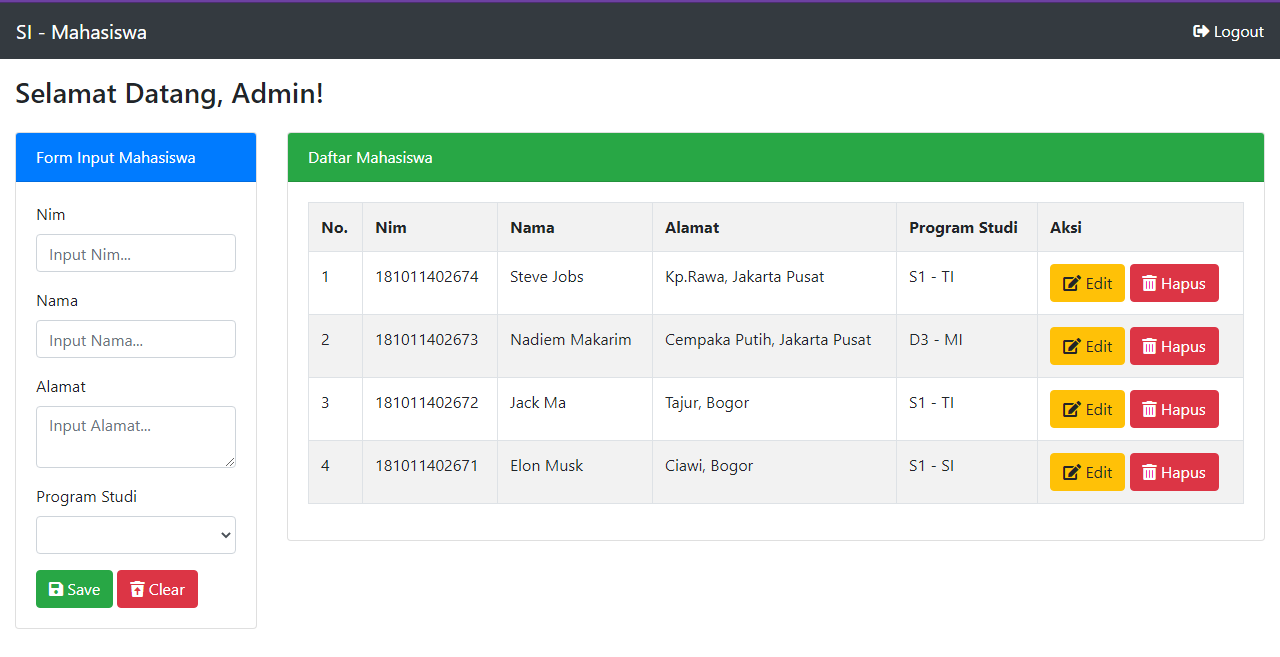 SI - Mahasiswa Logout
Selamat Datang, Admin!
Form Input Mahasiswa
Nim
Input Nim...
Nama
Input Nama...
Alamat
Input Alamat...
Program Studi
Save Clear
Daftar Mahasiswa
No. Nim Nama Alamat Program Studi Aksi
1 181011402674 Steve Jobs Kp.Rawa, Jakarta Pusat S1 - TI Edit Hapus
2 181011402673 Nadiem Makarim Cempaka Putih, Jakarta Pusat D3 - MI Edit Hapus
3 181011402672 Jack Ma Tajur, Bogor S1 - TI Edit Hapus
4 181011402671 Elon Musk Ciawi, Bogor S1 - SI Edit Hapus